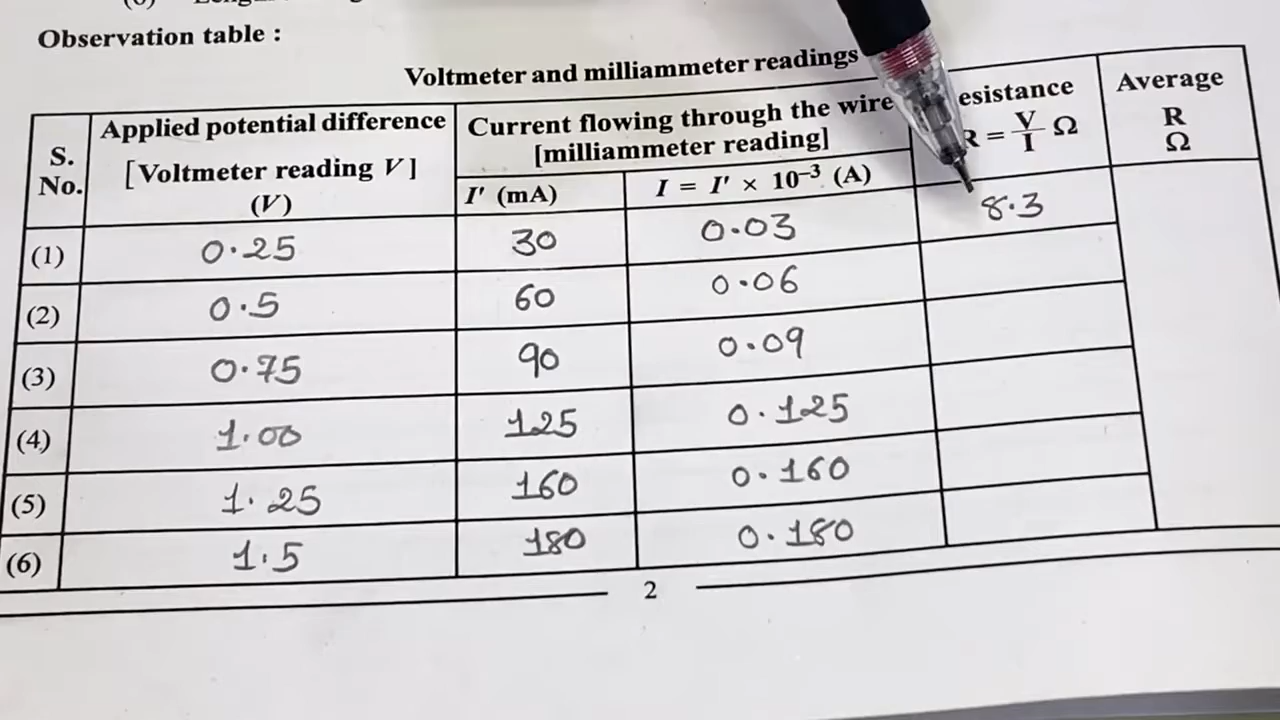 Observation table :
Voltmeter and milliammeter readings
S. No. Applied potential difference [Voltmeter reading V] (V) Current flowing through the wire [milliammeter reading] esistance R = V/I Ω Average R Ω
I' (mA) I = I' × 10⁻³ (A)
(1) 0.25 30 0.03 8.3
(2) 0.5 60 0.06
(3) 0.75 90 0.09
(4) 1.00 125 0.125
(5) 1.25 160 0.160
(6) 1.5 180 0.180
2